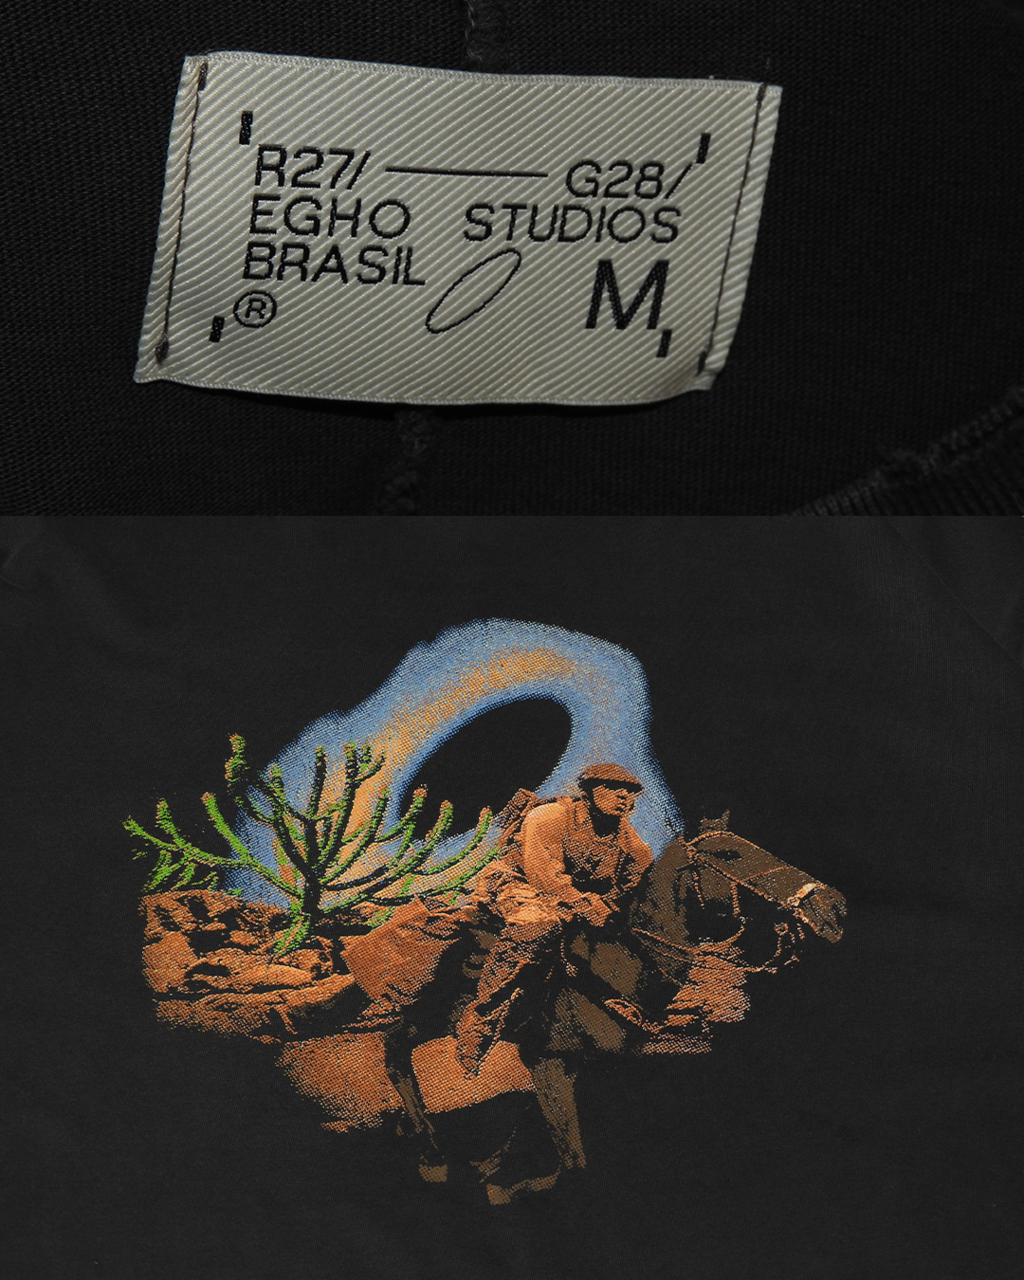 R27/ G28/
EGHO STUDIOS
BRASIL
® M